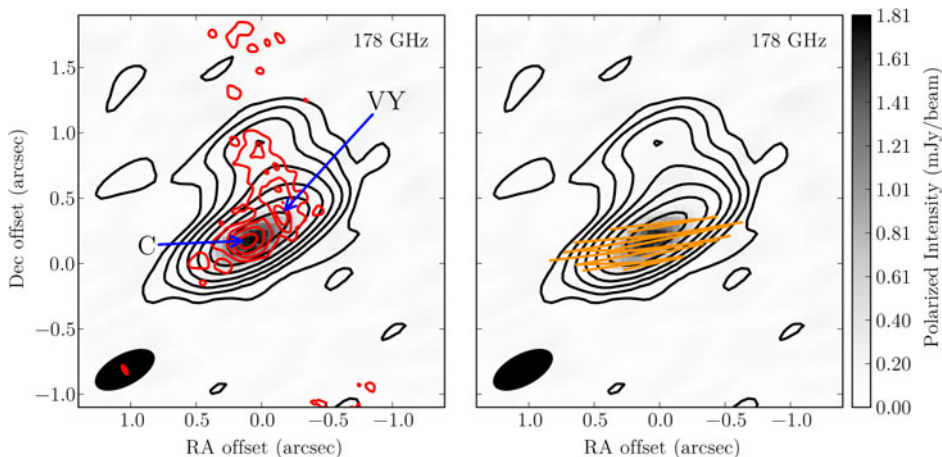 178 GHz
VY
C
1.5
1.0
0.5
0.0
−0.5
−1.0
Dec offset (arcsec)
1.0 0.5 0.0 −0.5 −1.0
RA offset (arcsec)
178 GHz
1.0 0.5 0.0 −0.5 −1.0
RA offset (arcsec)
1.81
1.61
1.41
1.21
1.01
0.81
0.61
0.41
0.20
0.00
Polarized Intensity (mJy/beam)